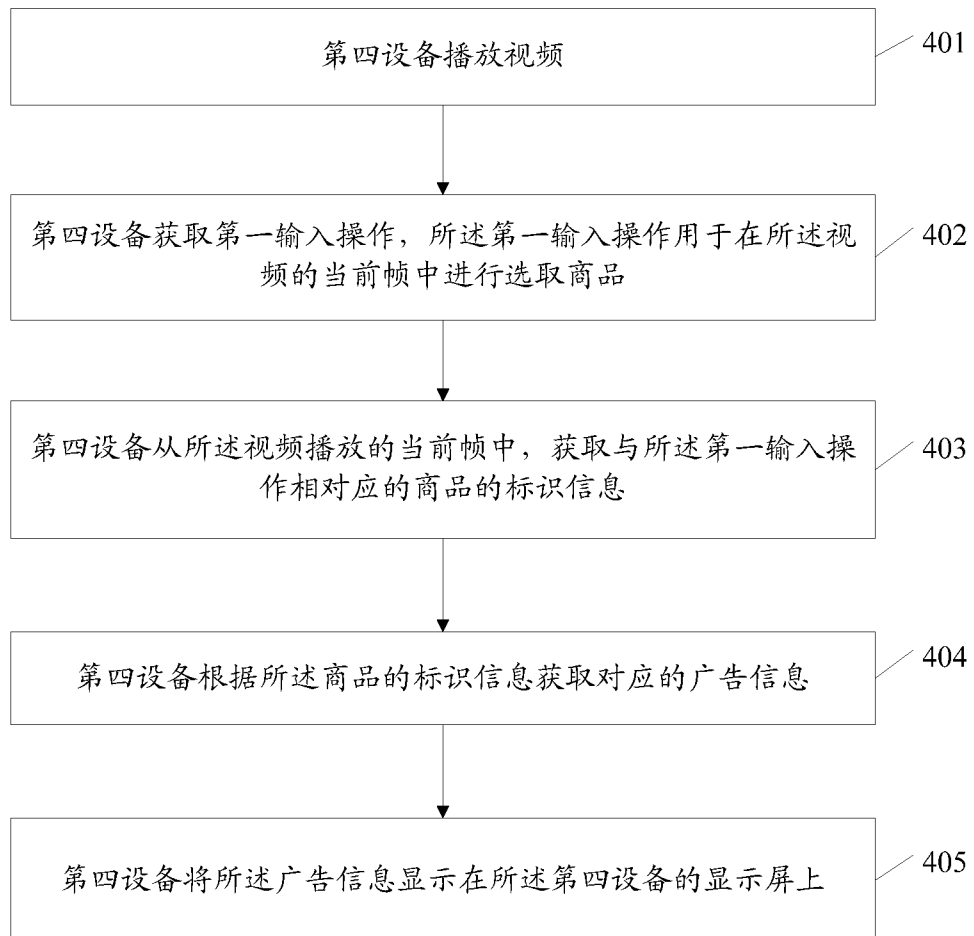 第四设备播放视频
401
第四设备获取第一输入操作，所述第一输入操作用于在所述视
频的当前帧中进行选取商品
402
第四设备从所述视频播放的当前帧中，获取与所述第一输入操
作相对应的商品的标识信息
403
第四设备根据所述商品的标识信息获取对应的广告信息
404
第四设备将所述广告信息显示在所述第四设备的显示屏上
405